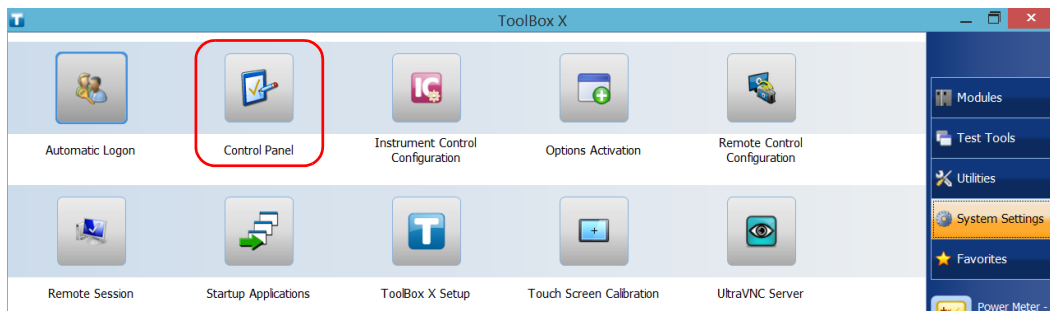 ToolBox X
Automatic Logon
Control Panel
Instrument Control
Configuration
Options Activation
Remote Control
Configuration
Remote Session
Startup Applications
ToolBox X Setup
Touch Screen Calibration
UltraVNC Server
Modules
Test Tools
Utilities
System Settings
Favorites
Power Meter -